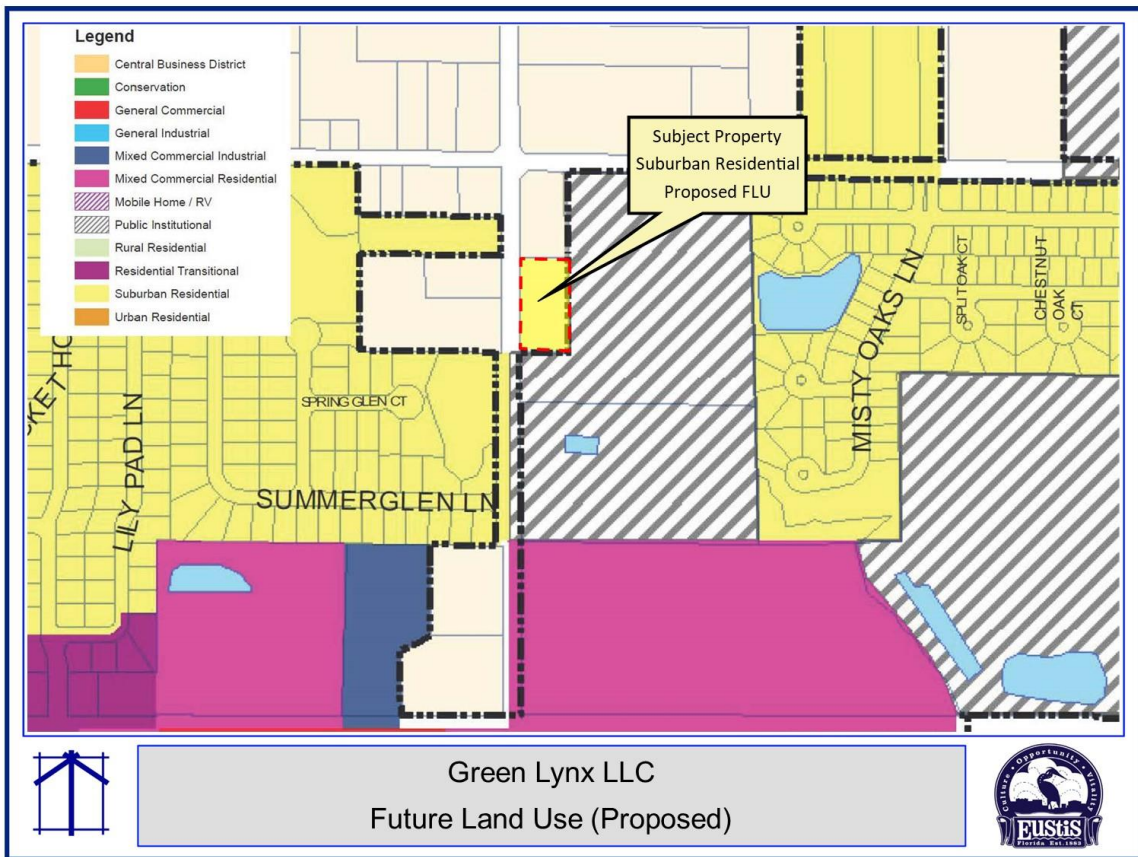 Legend
Central Business District
Conservation
General Commercial
General Industrial
Mixed Commercial Industrial
Mixed Commercial Residential
Mobile Home / RV
Public Institutional
Rural Residential
Residential Transitional
Suburban Residential
Urban Residential
Subject Property
Suburban Residential
Proposed FLU
MISTY OAKS LN
SPLIT OAK CT
CHESTNUT
OAK
CT
LILY PAD LN
SPRING GLEN CT
SUMMERGLEN LN
Green Lynx LLC
Future Land Use (Proposed)
Culture • Opportunity • Vitality
EUSTIS
Florida Est. 1883